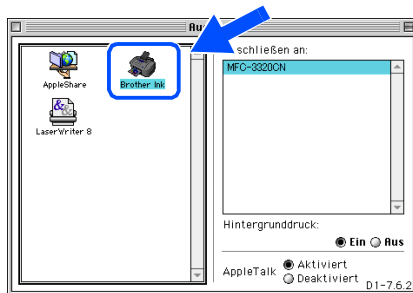 Au
schließen an:
AppleShare
Brother Ink
LaserWriter 8
MFC-3320CN
Hintergrunddruck:
Ein Aus
AppleTalk
Aktiviert
Deaktiviert
D1-7.6.2